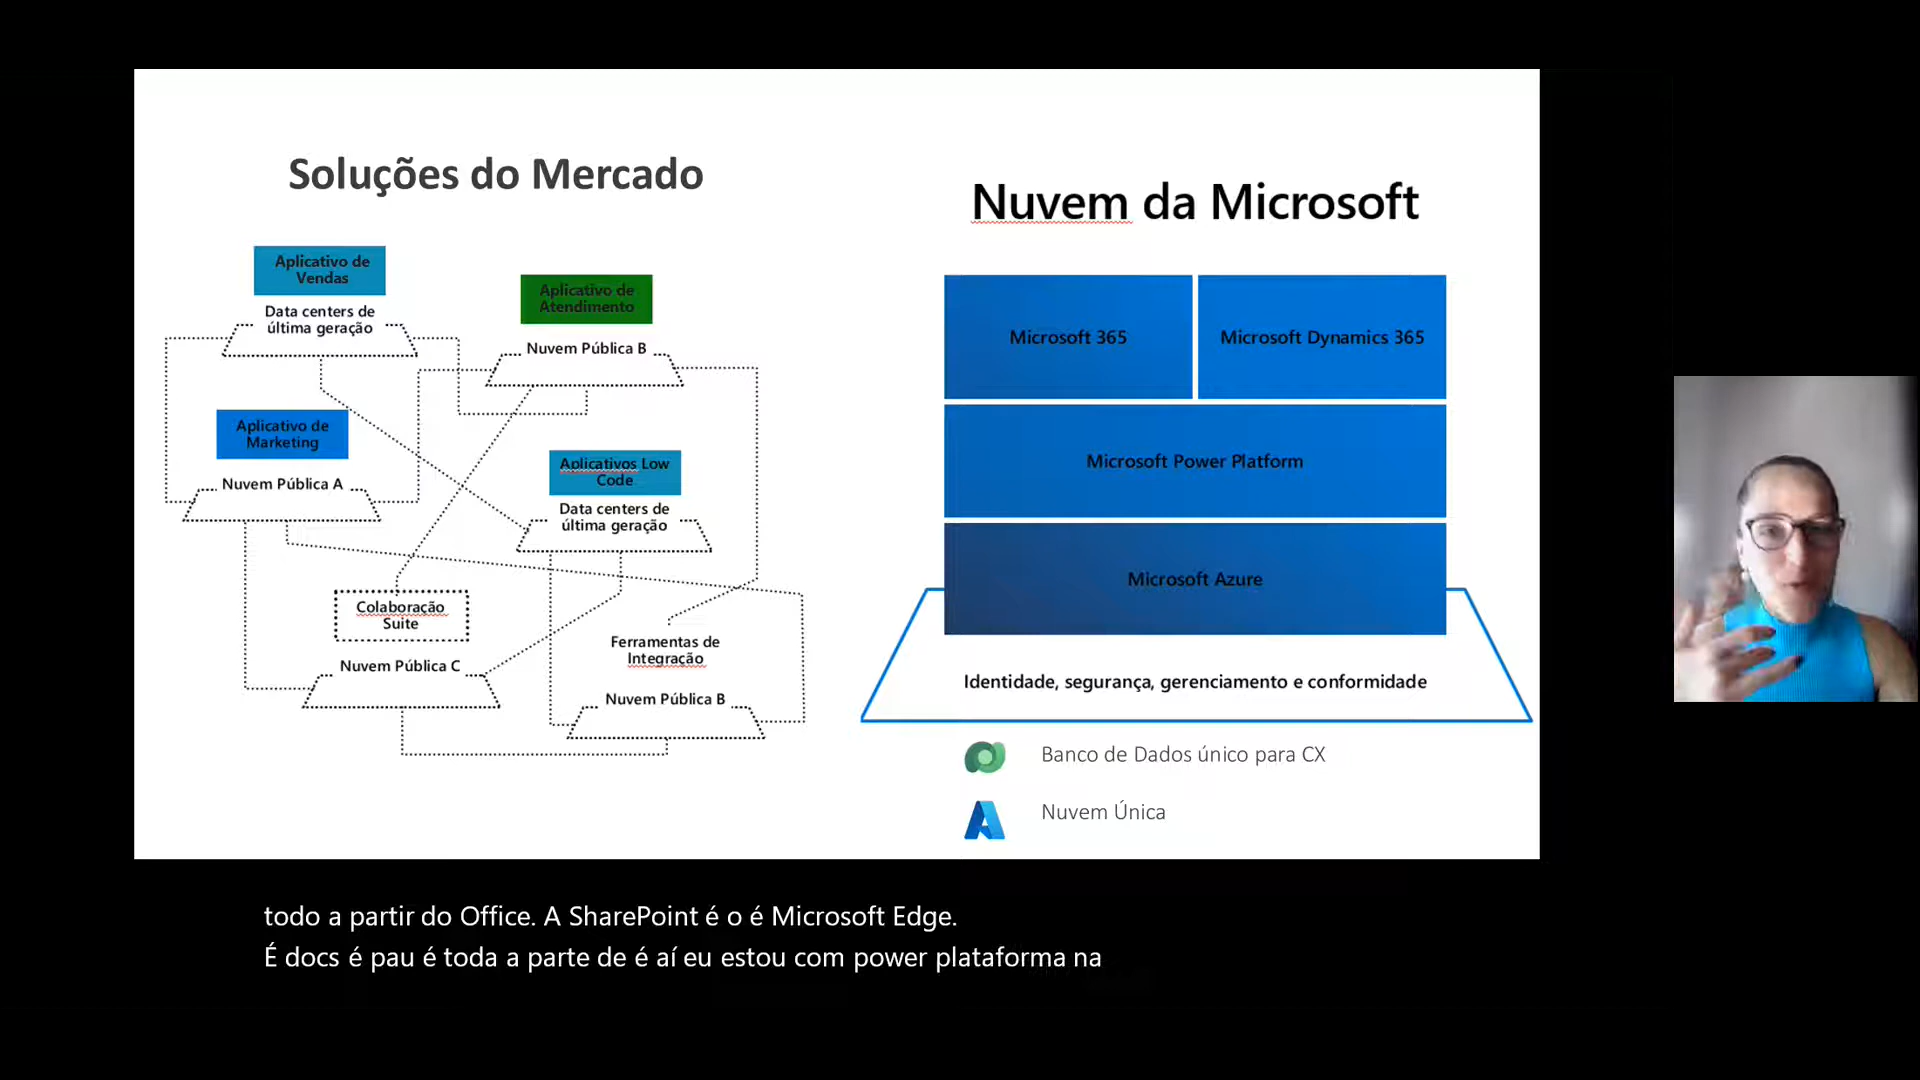 Soluções do Mercado
Aplicativo de
Vendas
Data centers de
última geração
Aplicativo de
Atendimento
Nuvem Pública B
Aplicativo de
Marketing
Nuvem Pública A
Aplicativos Low
Code
Data centers de
última geração
Colaboração
Suite
Nuvem Pública C
Ferramentas de
Integração
Nuvem Pública B
Nuvem da Microsoft
Microsoft 365
Microsoft Dynamics 365
Microsoft Power Platform
Microsoft Azure
Identidade, segurança, gerenciamento e conformidade
Banco de Dados único para CX
Nuvem Única
todo a partir do Office. A SharePoint é o é Microsoft Edge.
É docs é pau é toda a parte de é aí eu estou com power plataforma na